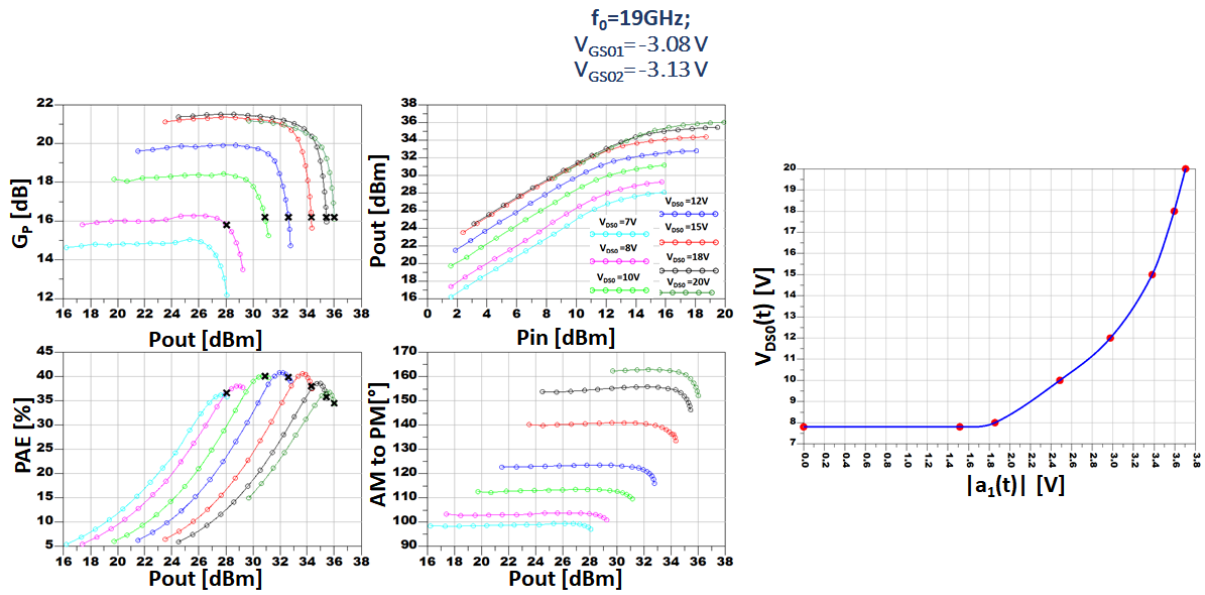 f0=19GHz;
VGS01=-3.08 V
VGS02=-3.13 V
GP [dB]
22
20
18
16
14
12
16 18 20 22 24 26 28 30 32 34 36 38
Pout [dBm]
Pout [dBm]
38
36
34
32
30
28
26
24
22
20
18
16
0 2 4 6 8 10 12 14 16 18 20
Pin [dBm]
VDS0 =7V
VDS0 =8V
VDS0 =10V
VDS0 =12V
VDS0 =15V
VDS0 =18V
VDS0 =20V
PAE [%]
45
40
35
30
25
20
15
10
5
16 18 20 22 24 26 28 30 32 34 36 38
Pout [dBm]
AM to PM[°]
170
160
150
140
130
120
110
100
90
16 18 20 22 24 26 28 30 32 34 36 38
Pout [dBm]
VDS0(t) [V]
20
19
18
17
16
15
14
13
12
11
10
9
8
7
0.0 0.2 0.4 0.6 0.8 1.0 1.2 1.4 1.6 1.8 2.0 2.2 2.4 2.6 2.8 3.0 3.2 3.4 3.6 3.8
|a1(t)| [V]